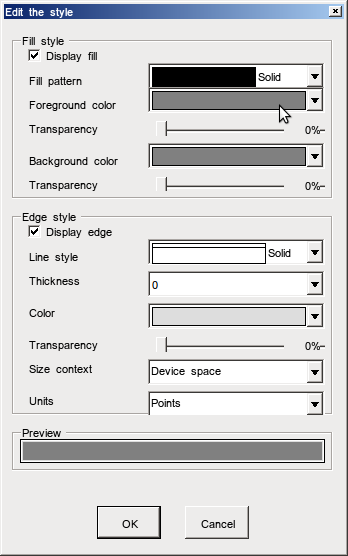 Edit the style
Fill style
Display fill
Fill pattern Solid
Foreground color
Transparency 0%
Background color
Transparency 0%
Edge style
Display edge
Line style Solid
Thickness 0
Color
Transparency 0%
Size context Device space
Units Points
Preview
OK Cancel